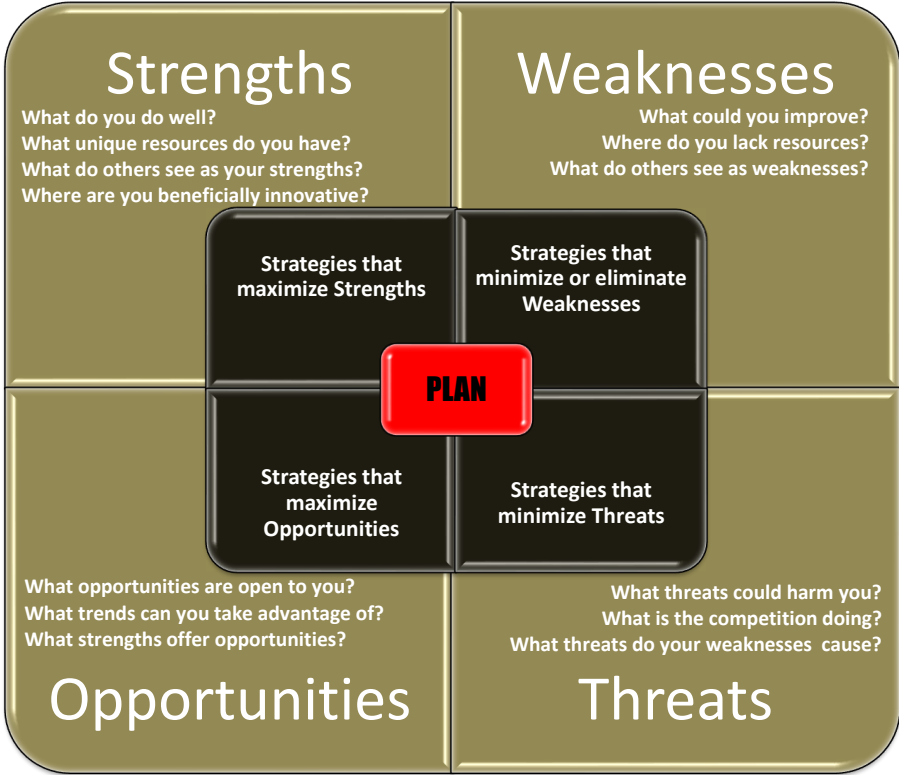 Strengths
What do you do well?
What unique resources do you have?
What do others see as your strengths?
Where are you beneficially innovative?
Weaknesses
What could you improve?
Where do you lack resources?
What do others see as weaknesses?
Strategies that
maximize Strengths
Strategies that
minimize or eliminate
Weaknesses
PLAN
Strategies that
maximize
Opportunities
Strategies that
minimize Threats
What opportunities are open to you?
What trends can you take advantage of?
What strengths offer opportunities?
Opportunities
What threats could harm you?
What is the competition doing?
What threats do your weaknesses  cause?
Threats